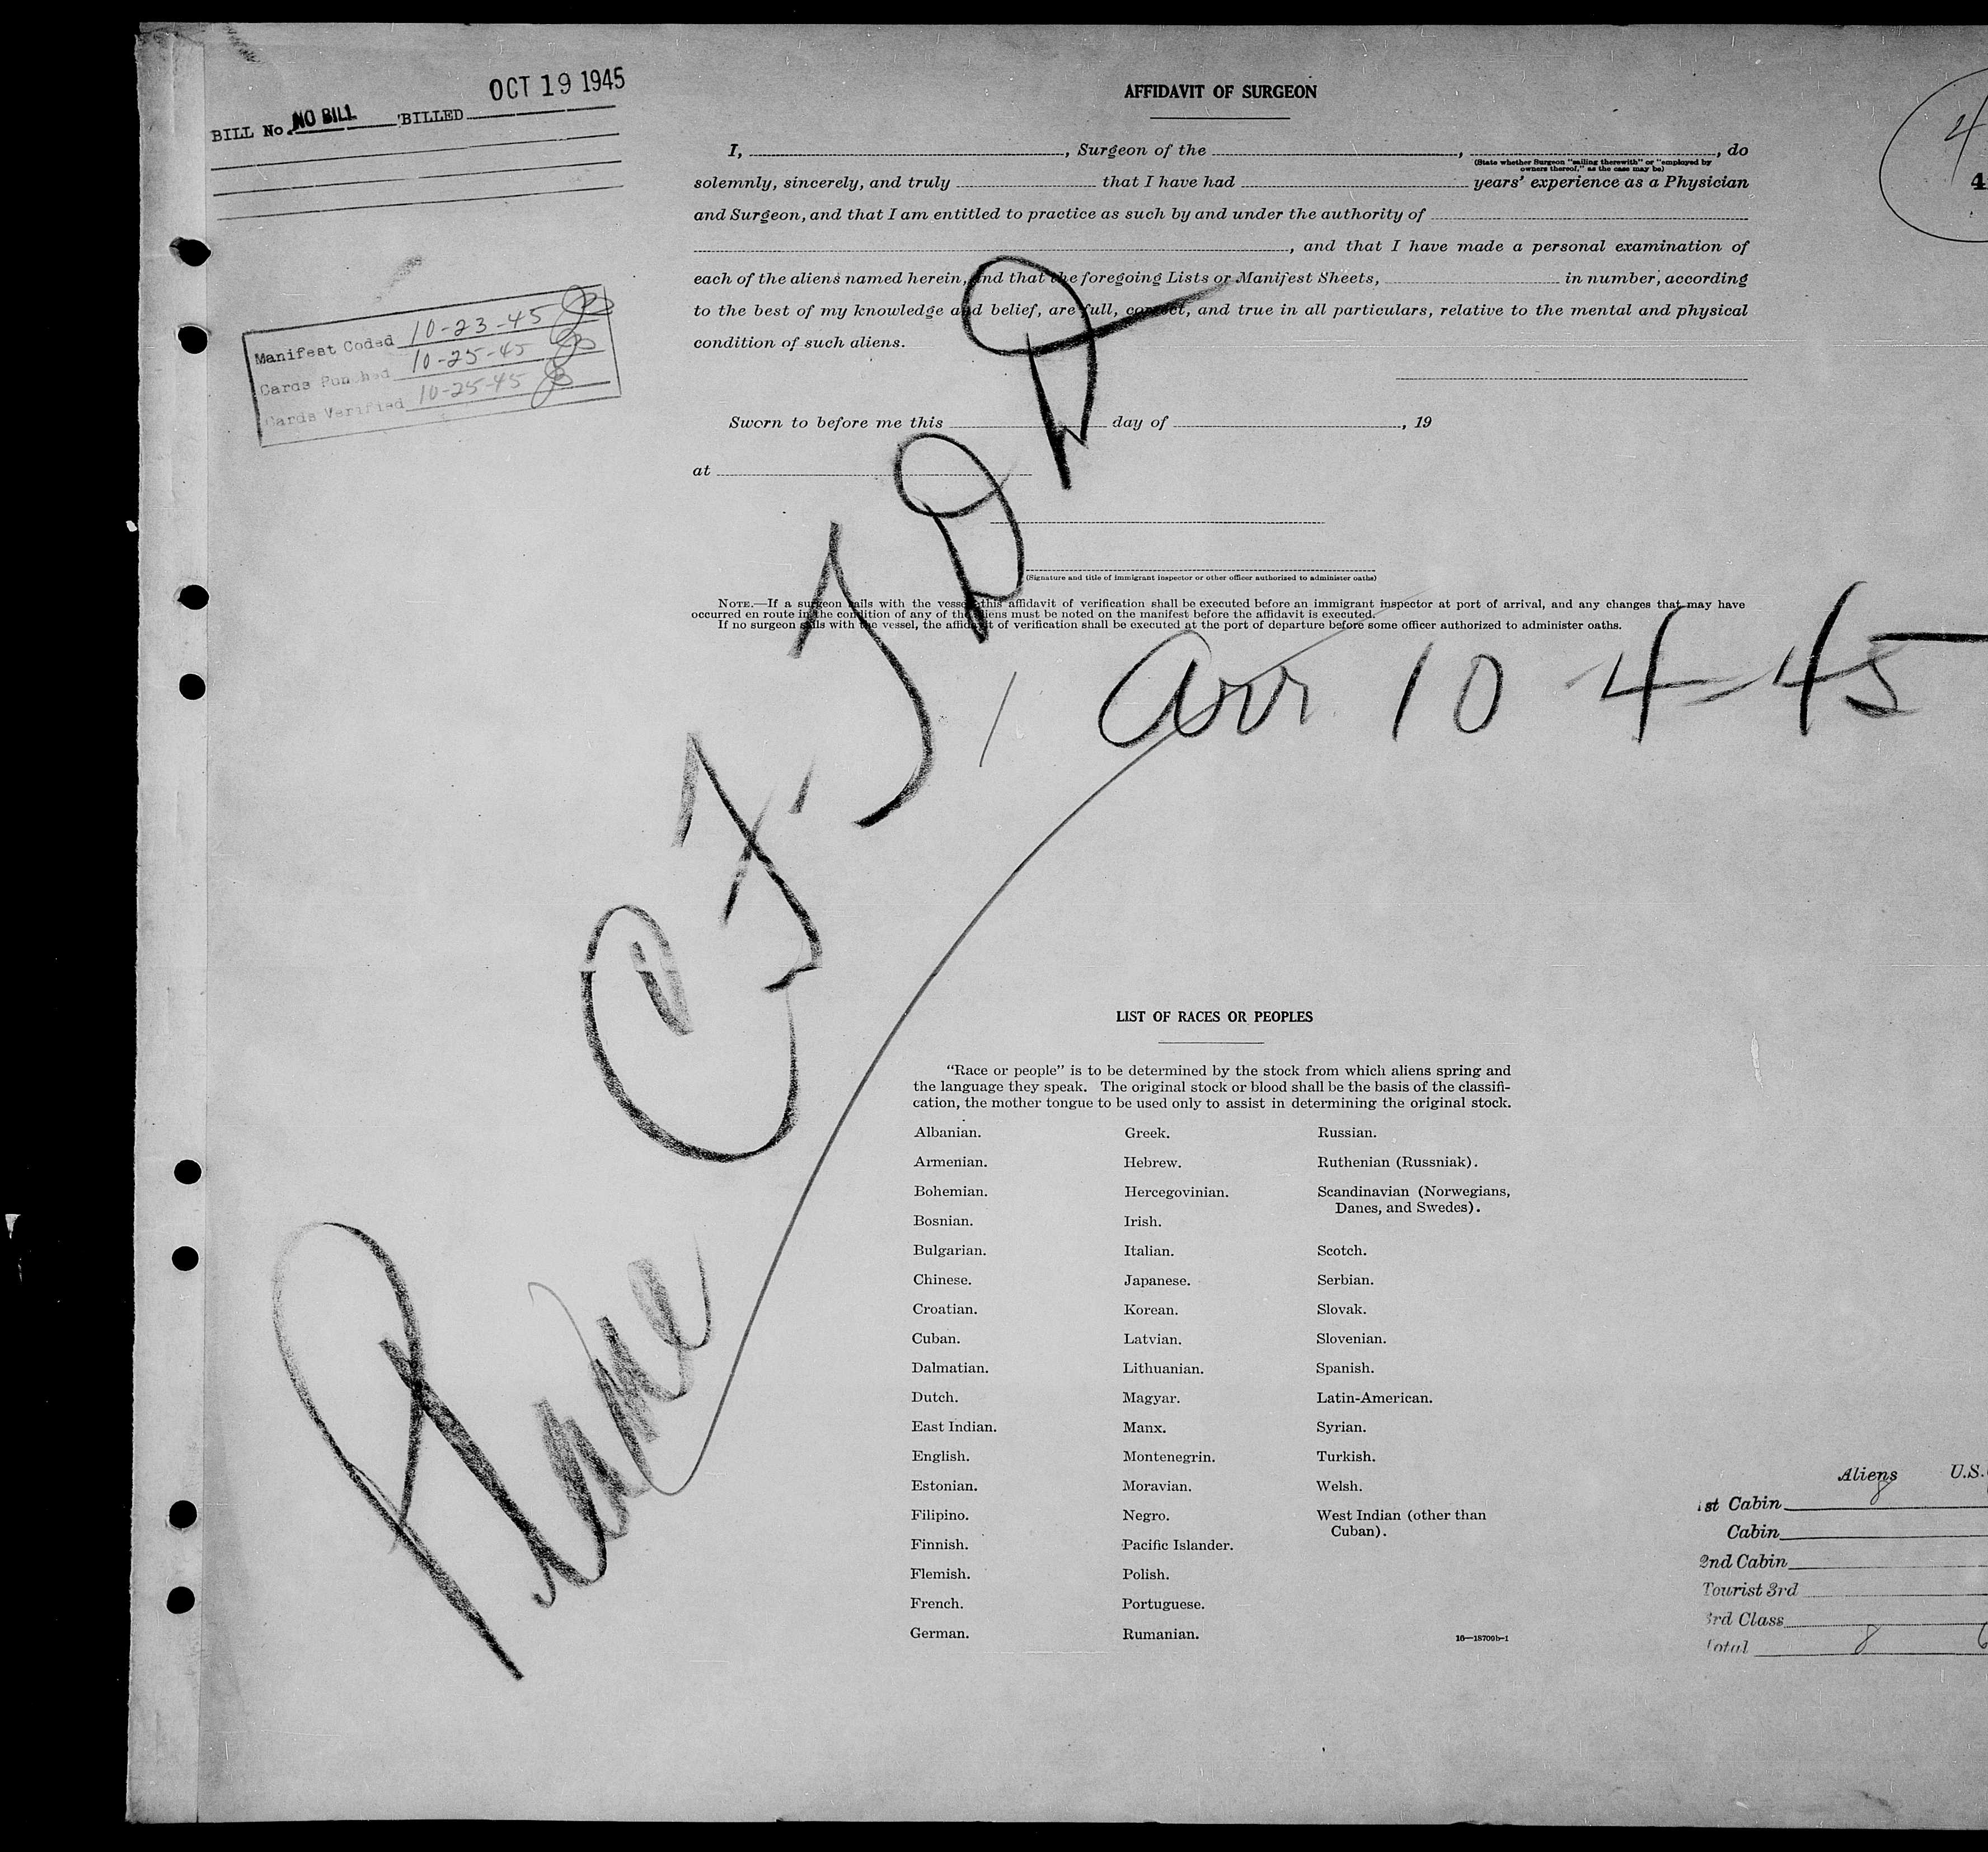 OCT 19 1945
BILL No. NO BILL BILLED
AFFIDAVIT OF SURGEON
I, , Surgeon of the , , do
(State whether Surgeon "sailing therewith" or "employed by
owners thereof," as the case may be)
solemnly, sincerely, and truly that I have had years' experience as a Physician
and Surgeon, and that I am entitled to practice as such by and under the authority of
, and that I have made a personal examination of
each of the aliens named herein, and that the foregoing Lists or Manifest Sheets, in number, according
to the best of my knowledge and belief, are full, correct, and true in all particulars, relative to the mental and physical
condition of such aliens.
Manifest Coded 10-23-45
Cards Punched 10-25-45
Cards Verified 10-25-45
Sworn to before me this day of , 19
at
(Signature and title of immigrant inspector or other officer authorized to administer oaths)
NOTE.—If a surgeon sails with the vessel, this affidavit of verification shall be executed before an immigrant inspector at port of arrival, and any changes that may have
occurred en route in the condition of any of the aliens must be noted on the manifest before the affidavit is executed.
If no surgeon sails with the vessel, the affidavit of verification shall be executed at the port of departure before some officer authorized to administer oaths.
Plane
arr 10 4-45
LIST OF RACES OR PEOPLES
"Race or people" is to be determined by the stock from which aliens spring and
the language they speak. The original stock or blood shall be the basis of the classifi-
cation, the mother tongue to be used only to assist in determining the original stock.
Albanian. Greek. Russian.
Armenian. Hebrew. Ruthenian (Russniak).
Bohemian. Hercegovinian. Scandinavian (Norwegians,
Danes, and Swedes).
Bosnian. Irish.
Bulgarian. Italian. Scotch.
Chinese. Japanese. Serbian.
Croatian. Korean. Slovak.
Cuban. Latvian. Slovenian.
Dalmatian. Lithuanian. Spanish.
Dutch. Magyar. Latin-American.
East Indian. Manx. Syrian.
English. Montenegrin. Turkish.
Estonian. Moravian. Welsh.
Filipino. Negro. West Indian (other than
Cuban).
Finnish. Pacific Islander.
Flemish. Polish.
French. Portuguese.
German. Rumanian.
16—18709b-1
Aliens U.S.
1st Cabin 8
Cabin
2nd Cabin
Tourist 3rd
3rd Class
Total 8